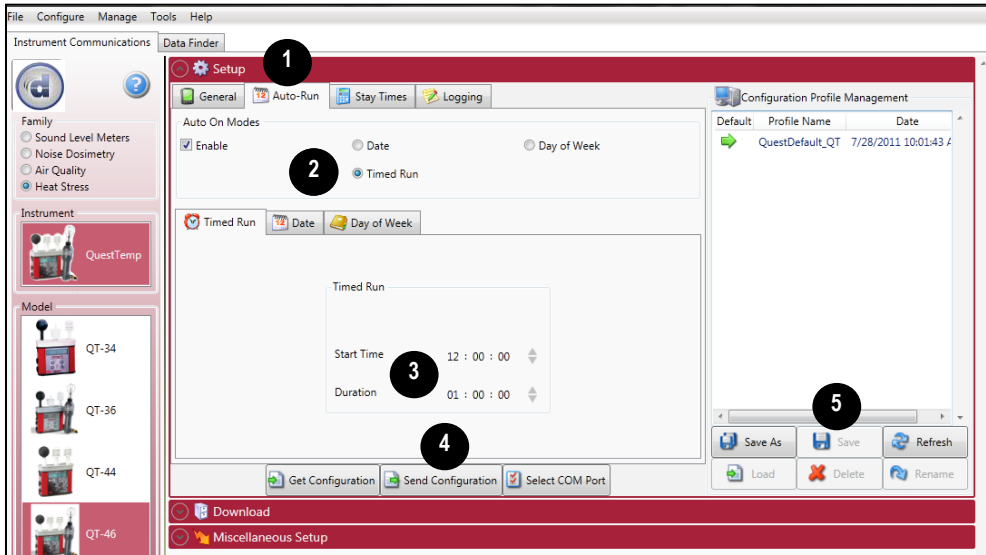 File Configure Manage Tools Help
Instrument Communications Data Finder
1
Setup
General 12 Auto-Run Stay Times Logging
Auto On Modes
Enable Date Day of Week
2
Timed Run
12
Timed Run Date Day of Week
Timed Run
Start Time 12 : 00 : 00
3
Duration 01 : 00 : 00
4
Get Configuration Send Configuration Select COM Port
Download
Miscellaneous Setup
d ?
Family
Sound Level Meters
Noise Dosimetry
Air Quality
Heat Stress
Instrument
QuestTemp
Model
QT-34
QT-36
QT-44
QT-46
Configuration Profile Management
Default Profile Name Date
QuestDefault_QT 7/28/2011 10:01:43 A
5
Save As Save Refresh
Load Delete Rename